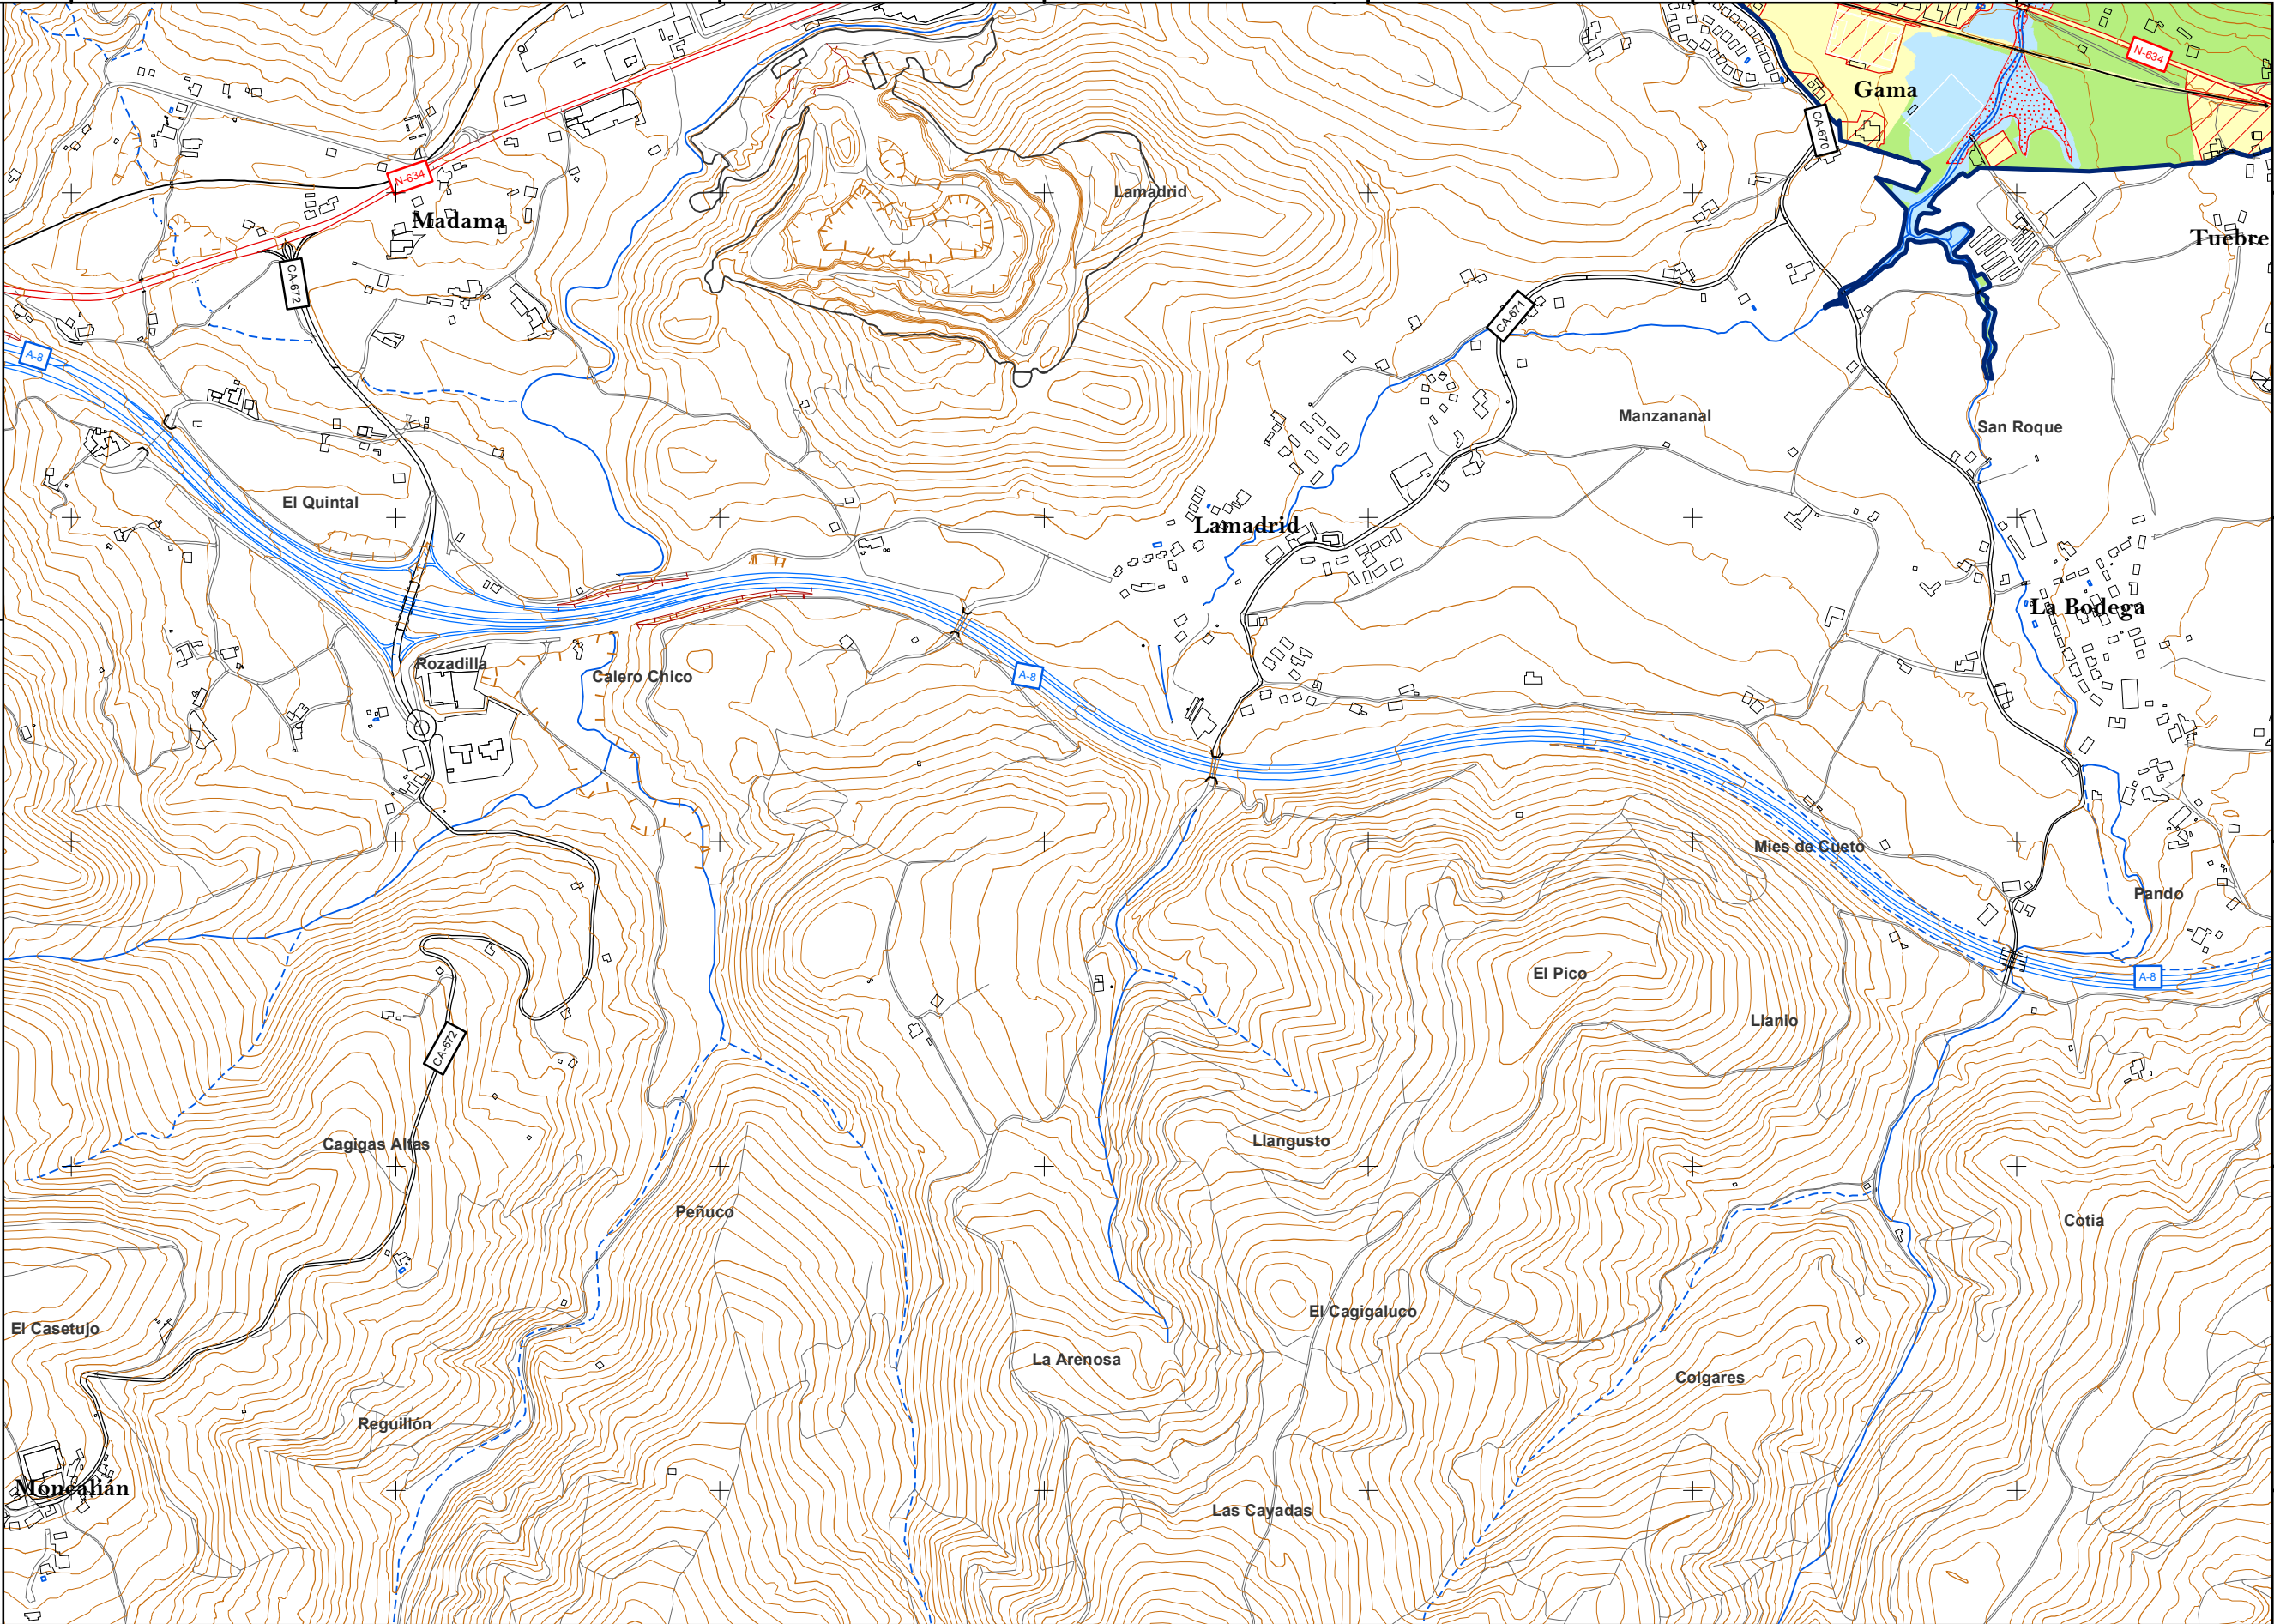 N-634
Gama
CA-670
N-634
Lamadrid
Madama
Tuebre
CA-672
CA-671
A-8
Manzananal
San Roque
El Quintal
Lamadrid
La Bodega
Rozadilla
Calero Chico
A-8
Mies de Cueto
Pando
El Pico
A-8
Llanio
CA-672
Cagigas Altas
Llangusto
Peñuco
Cotia
El Cagigaluco
El Casetujo
La Arenosa
Colgares
Reguillón
Moncalián
Las Cayadas